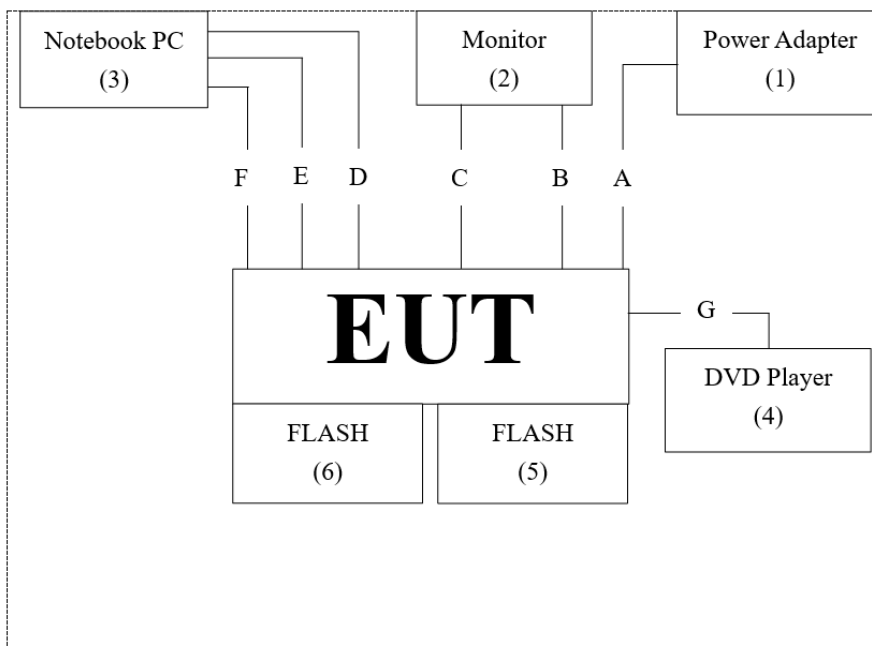 Notebook PC
(3)
Monitor
(2)
Power Adapter
(1)
F
E
D
C
B
A
EUT
G
DVD Player
(4)
FLASH
(6)
FLASH
(5)